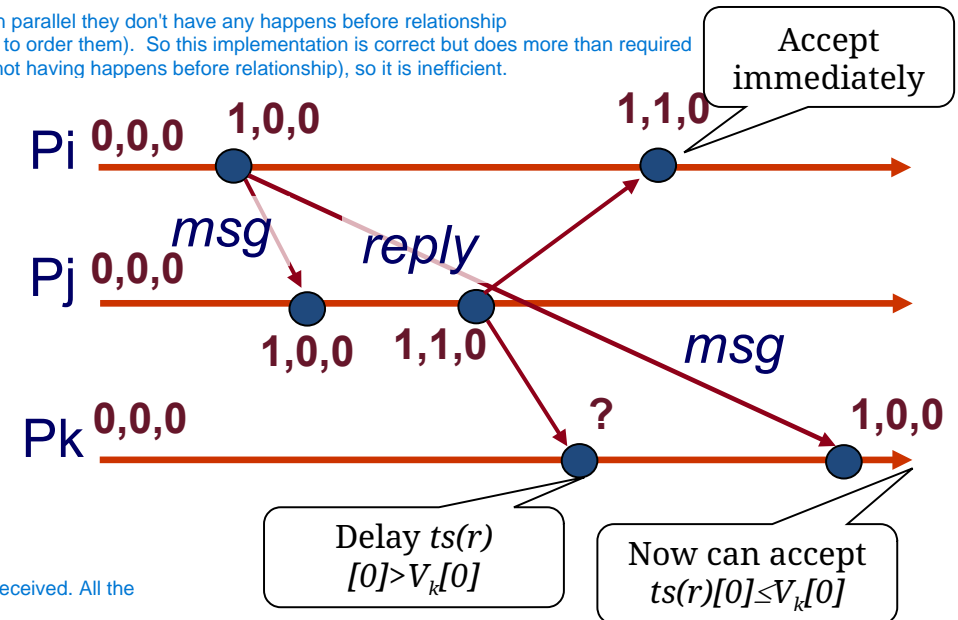 n parallel they don't have any happens before relationship
to order them). So this implementation is correct but does more than required
not having happens before relationship), so it is inefficient.
Accept
immediately
Pi 0,0,0
1,0,0
1,1,0
msg
reply
Pj 0,0,0
1,0,0
1,1,0
msg
Pk 0,0,0
?
1,0,0
Delay ts(r)
[0]>Vk[0]
Now can accept
ts(r)[0]≤Vk[0]
eceived. All the